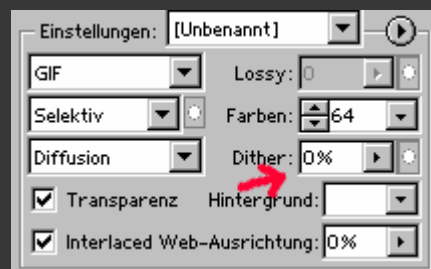 Einstellungen: [Unbenannt]
GIF Lossy: 0
Selektiv Farben: 64
Diffusion Dither: 0%
Transparenz Hintergrund:
Interlaced Web-Ausrichtung: 0%